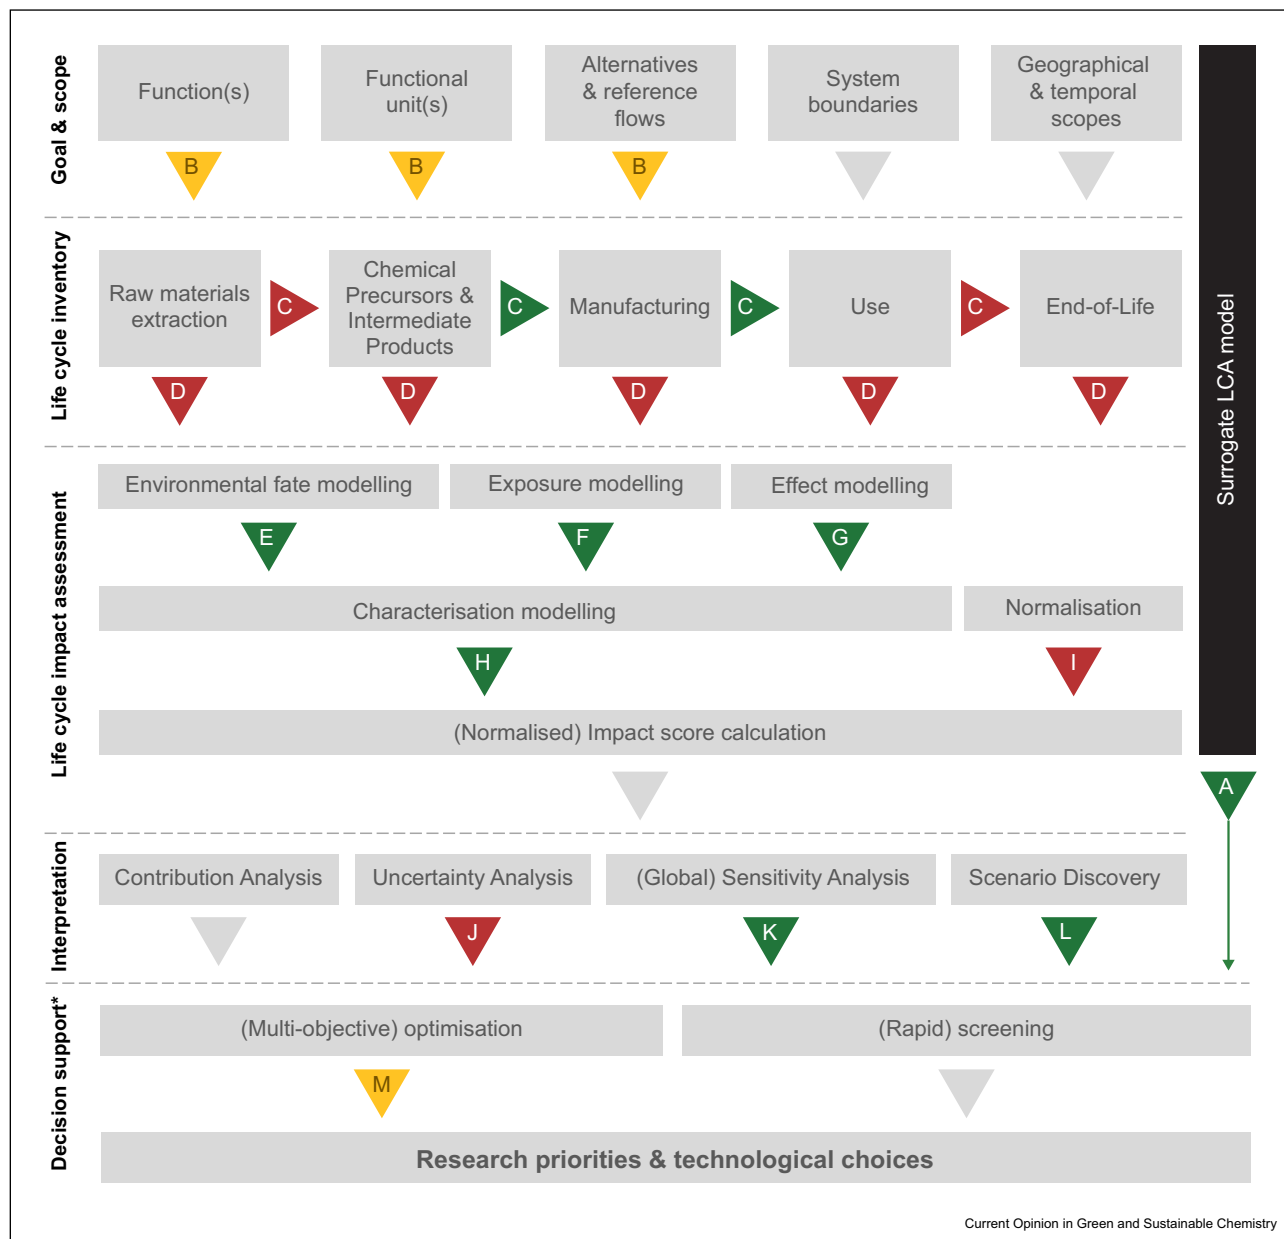 Goal & scope
Function(s)
Functional
unit(s)
Alternatives
& reference
flows
System
boundaries
Geographical
& temporal
scopes
B
B
B
Life cycle inventory
Raw materials
extraction
C
Chemical
Precursors &
Intermediate
Products
C
Manufacturing
C
Use
C
End-of-Life
D
D
D
D
D
Surrogate LCA model
Life cycle impact assessment
Environmental fate modelling
Exposure modelling
Effect modelling
E
F
G
Characterisation modelling
Normalisation
H
I
(Normalised) Impact score calculation
A
Interpretation
Contribution Analysis
Uncertainty Analysis
(Global) Sensitivity Analysis
Scenario Discovery
J
K
L
Decision support*
(Multi-objective) optimisation
(Rapid) screening
M
Research priorities & technological choices
Current Opinion in Green and Sustainable Chemistry